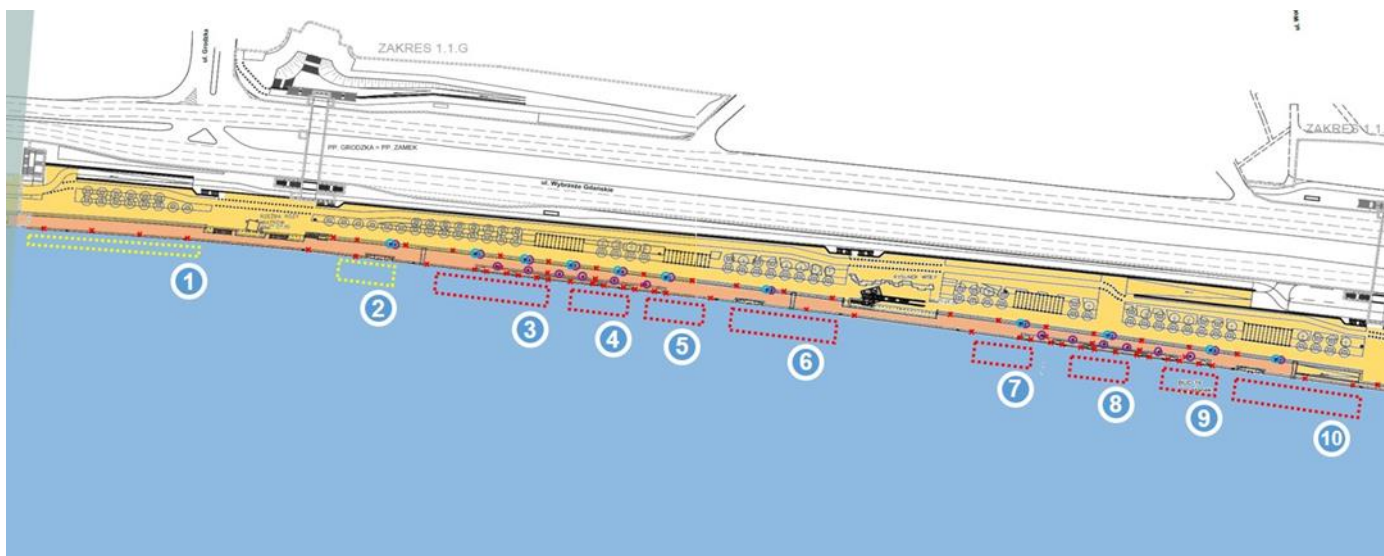 ul. Grodzka
ZAKRES 1.1.G
ZAKRES 1.1.
PP. GRODZKA = PP. ZAMEK
ul. Wybrzeże Gdańskie
1
2
3
4
5
6
7
8
9
10